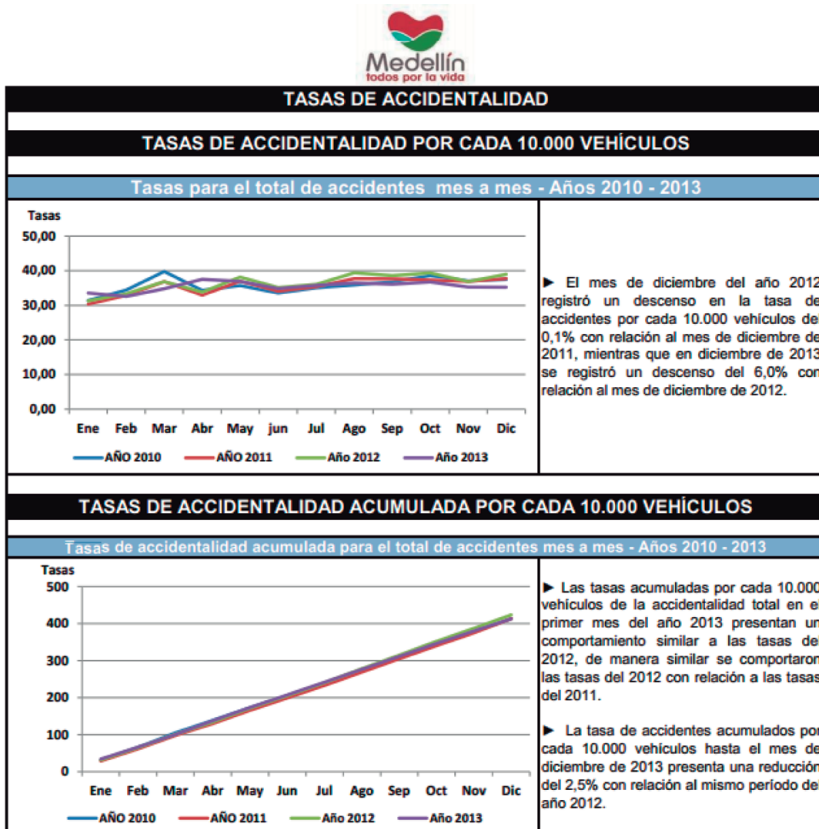 Medellín
todos por la vida
TASAS DE ACCIDENTALIDAD
TASAS DE ACCIDENTALIDAD POR CADA 10.000 VEHÍCULOS
Tasas para el total de accidentes mes a mes - Años 2010 - 2013
Tasas
50,00
40,00
30,00
20,00
10,00
0,00
Ene Feb Mar Abr May jun Jul Ago Sep Oct Nov Dic
AÑO 2010 AÑO 2011 Año 2012 Año 2013
► El mes de diciembre del año 2012
registró un descenso en la tasa de
accidentes por cada 10.000 vehículos del
0,1% con relación al mes de diciembre de
2011, mientras que en diciembre de 2013
se registró un descenso del 6,0% con
relación al mes de diciembre de 2012.
TASAS DE ACCIDENTALIDAD ACUMULADA POR CADA 10.000 VEHÍCULOS
Tasas de accidentalidad acumulada para el total de accidentes mes a mes - Años 2010 - 2013
Tasas
500
400
300
200
100
0
Ene Feb Mar Abr May Jun Jul Ago Sep Oct Nov Dic
AÑO 2010 AÑO 2011 Año 2012 Año 2013
► Las tasas acumuladas por cada 10.000
vehículos de la accidentalidad total en el
primer mes del año 2013 presentan un
comportamiento similar a las tasas del
2012, de manera similar se comportaron
las tasas del 2012 con relación a las tasas
del 2011.
► La tasa de accidentes acumulados por
cada 10.000 vehículos hasta el mes de
diciembre de 2013 presenta una reducción
del 2,5% con relación al mismo período del
año 2012.